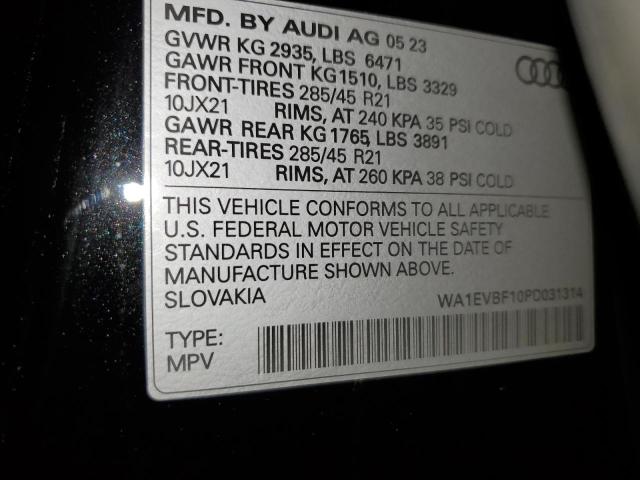 MFD. BY AUDI AG 05 23
GVWR KG 2935, LBS 6471
GAWR FRONT KG1510, LBS 3329
FRONT-TIRES 285/45 R21
10JX21 RIMS, AT 240 KPA 35 PSI COLD
GAWR REAR KG 1765, LBS 3891
REAR-TIRES 285/45 R21
10JX21 RIMS, AT 260 KPA 38 PSI COLD
THIS VEHICLE CONFORMS TO ALL APPLICABLE
U.S. FEDERAL MOTOR VEHICLE SAFETY
STANDARDS IN EFFECT ON THE DATE OF
MANUFACTURE SHOWN ABOVE.
SLOVAKIA WA1EVBF10PD031314
TYPE:
MPV